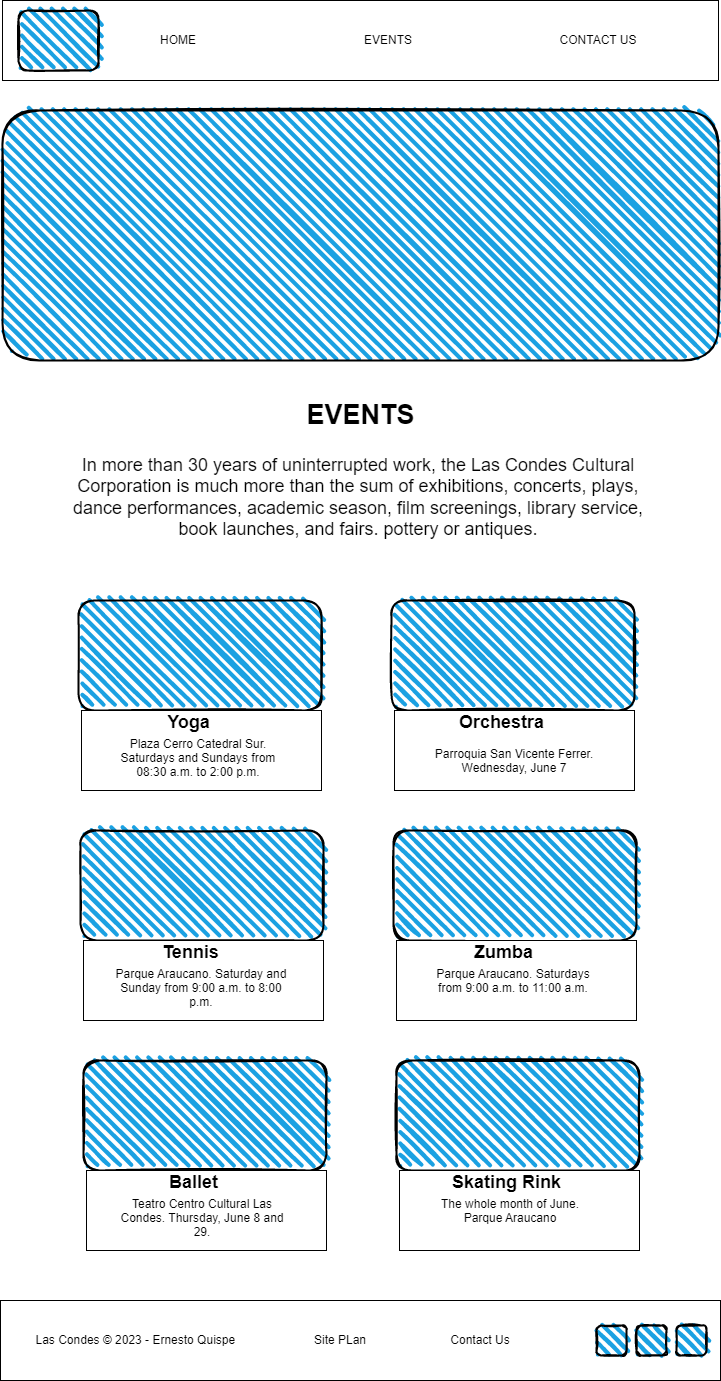 HOME EVENTS CONTACT US
EVENTS
In more than 30 years of uninterrupted work, the Las Condes Cultural
Corporation is much more than the sum of exhibitions, concerts, plays,
dance performances, academic season, film screenings, library service,
book launches, and fairs. pottery or antiques.
Yoga
Plaza Cerro Catedral Sur.
Saturdays and Sundays from
08:30 a.m. to 2:00 p.m.
Orchestra
Parroquia San Vicente Ferrer.
Wednesday, June 7
Tennis
Parque Araucano. Saturday and
Sunday from 9:00 a.m. to 8:00
p.m.
Zumba
Parque Araucano. Saturdays
from 9:00 a.m. to 11:00 a.m.
Ballet
Teatro Centro Cultural Las
Condes. Thursday, June 8 and
29.
Skating Rink
The whole month of June.
Parque Araucano
Las Condes © 2023 - Ernesto Quispe Site PLan Contact Us